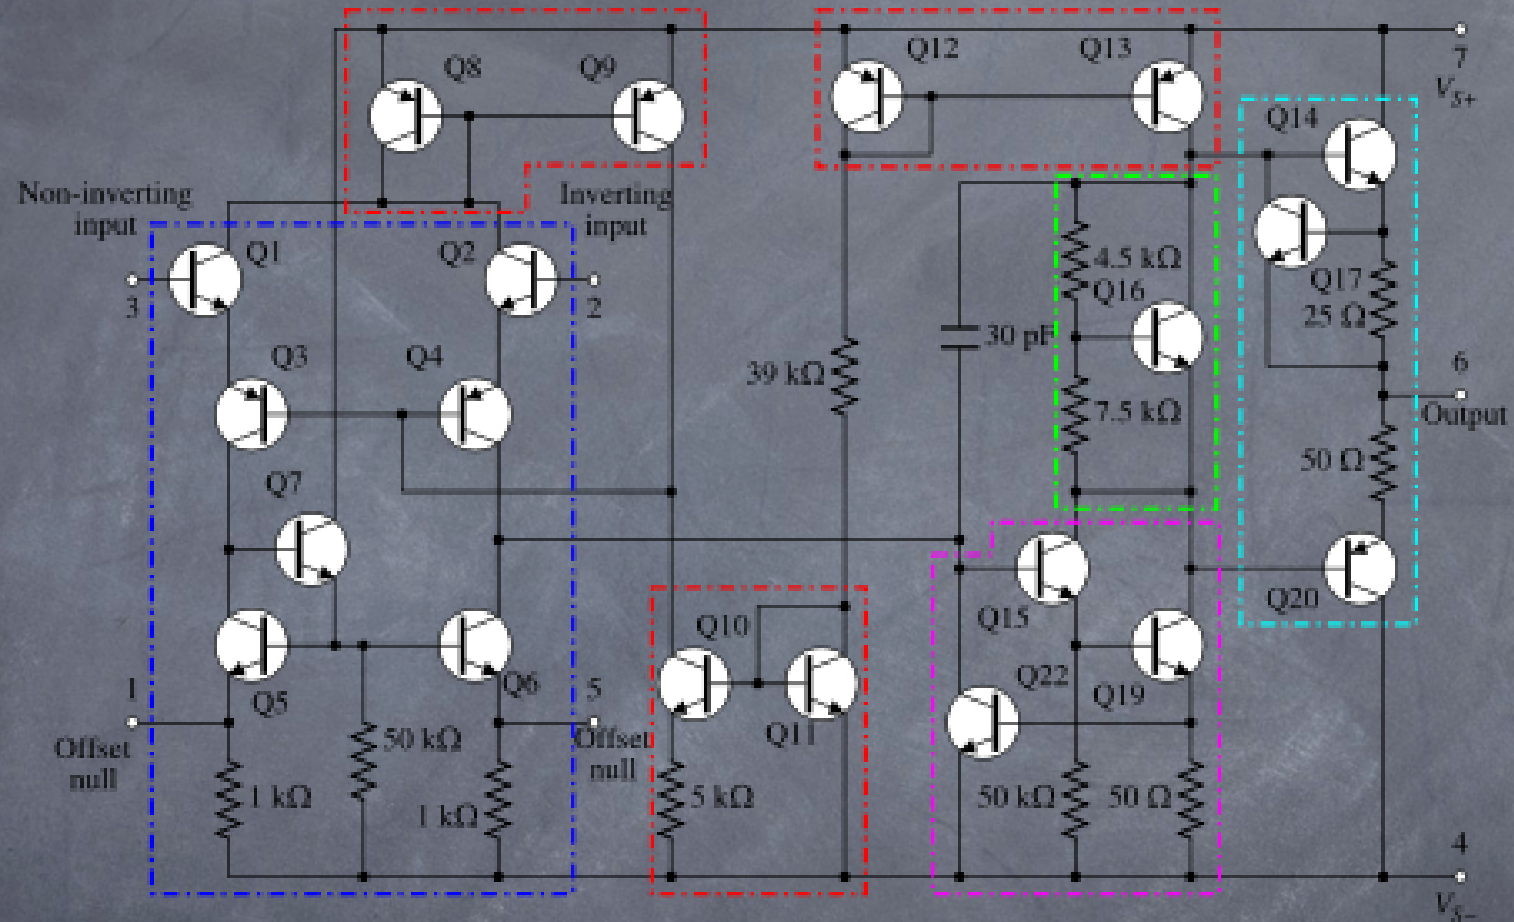 Q8
Q9
Q12
Q13
7
V_S+
Q14
Non-inverting
input
Inverting
input
Q1
Q2
3
2
4.5 kΩ
Q16
Q17
25 Ω
30 pF
Q3
Q4
39 kΩ
6
Output
7.5 kΩ
50 Ω
Q7
Q15
Q20
Q10
Q22
Q19
1
Q5
Q6
5
Offset
null
50 kΩ
Offset
null
Q11
1 kΩ
1 kΩ
5 kΩ
50 kΩ
50 Ω
4
V_S−